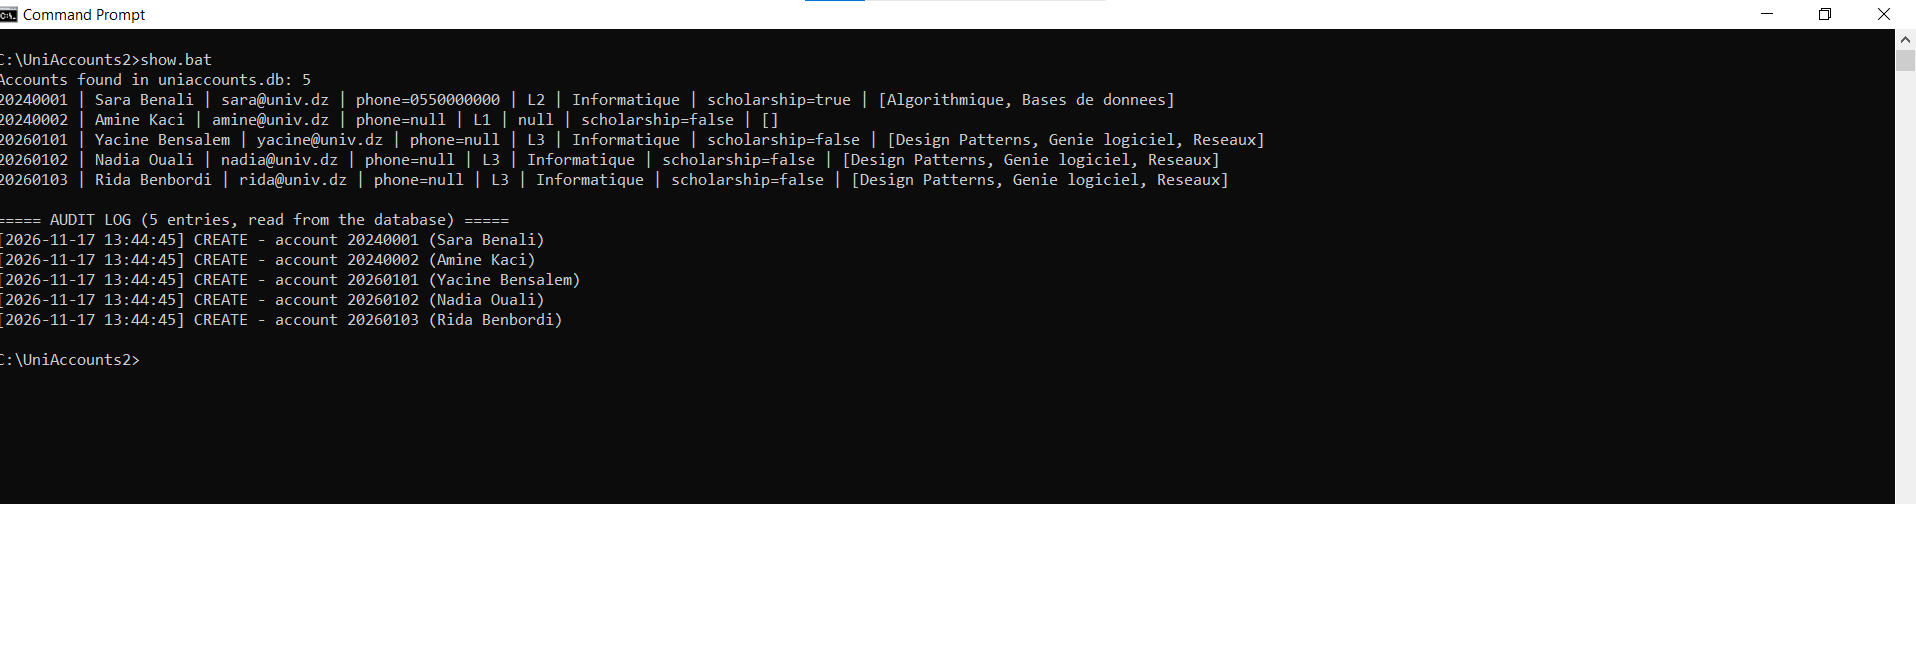 Command Prompt
C:\UniAccounts2>show.bat
Accounts found in uniaccounts.db: 5
20240001 | Sara Benali | sara@univ.dz | phone=0550000000 | L2 | Informatique | scholarship=true | [Algorithmique, Bases de donnees]
20240002 | Amine Kaci | amine@univ.dz | phone=null | L1 | null | scholarship=false | []
20260101 | Yacine Bensalem | yacine@univ.dz | phone=null | L3 | Informatique | scholarship=false | [Design Patterns, Genie logiciel, Reseaux]
20260102 | Nadia Ouali | nadia@univ.dz | phone=null | L3 | Informatique | scholarship=false | [Design Patterns, Genie logiciel, Reseaux]
20260103 | Rida Benbordi | rida@univ.dz | phone=null | L3 | Informatique | scholarship=false | [Design Patterns, Genie logiciel, Reseaux]
===== AUDIT LOG (5 entries, read from the database) =====
[2026-11-17 13:44:45] CREATE - account 20240001 (Sara Benali)
[2026-11-17 13:44:45] CREATE - account 20240002 (Amine Kaci)
[2026-11-17 13:44:45] CREATE - account 20260101 (Yacine Bensalem)
[2026-11-17 13:44:45] CREATE - account 20260102 (Nadia Ouali)
[2026-11-17 13:44:45] CREATE - account 20260103 (Rida Benbordi)
C:\UniAccounts2>